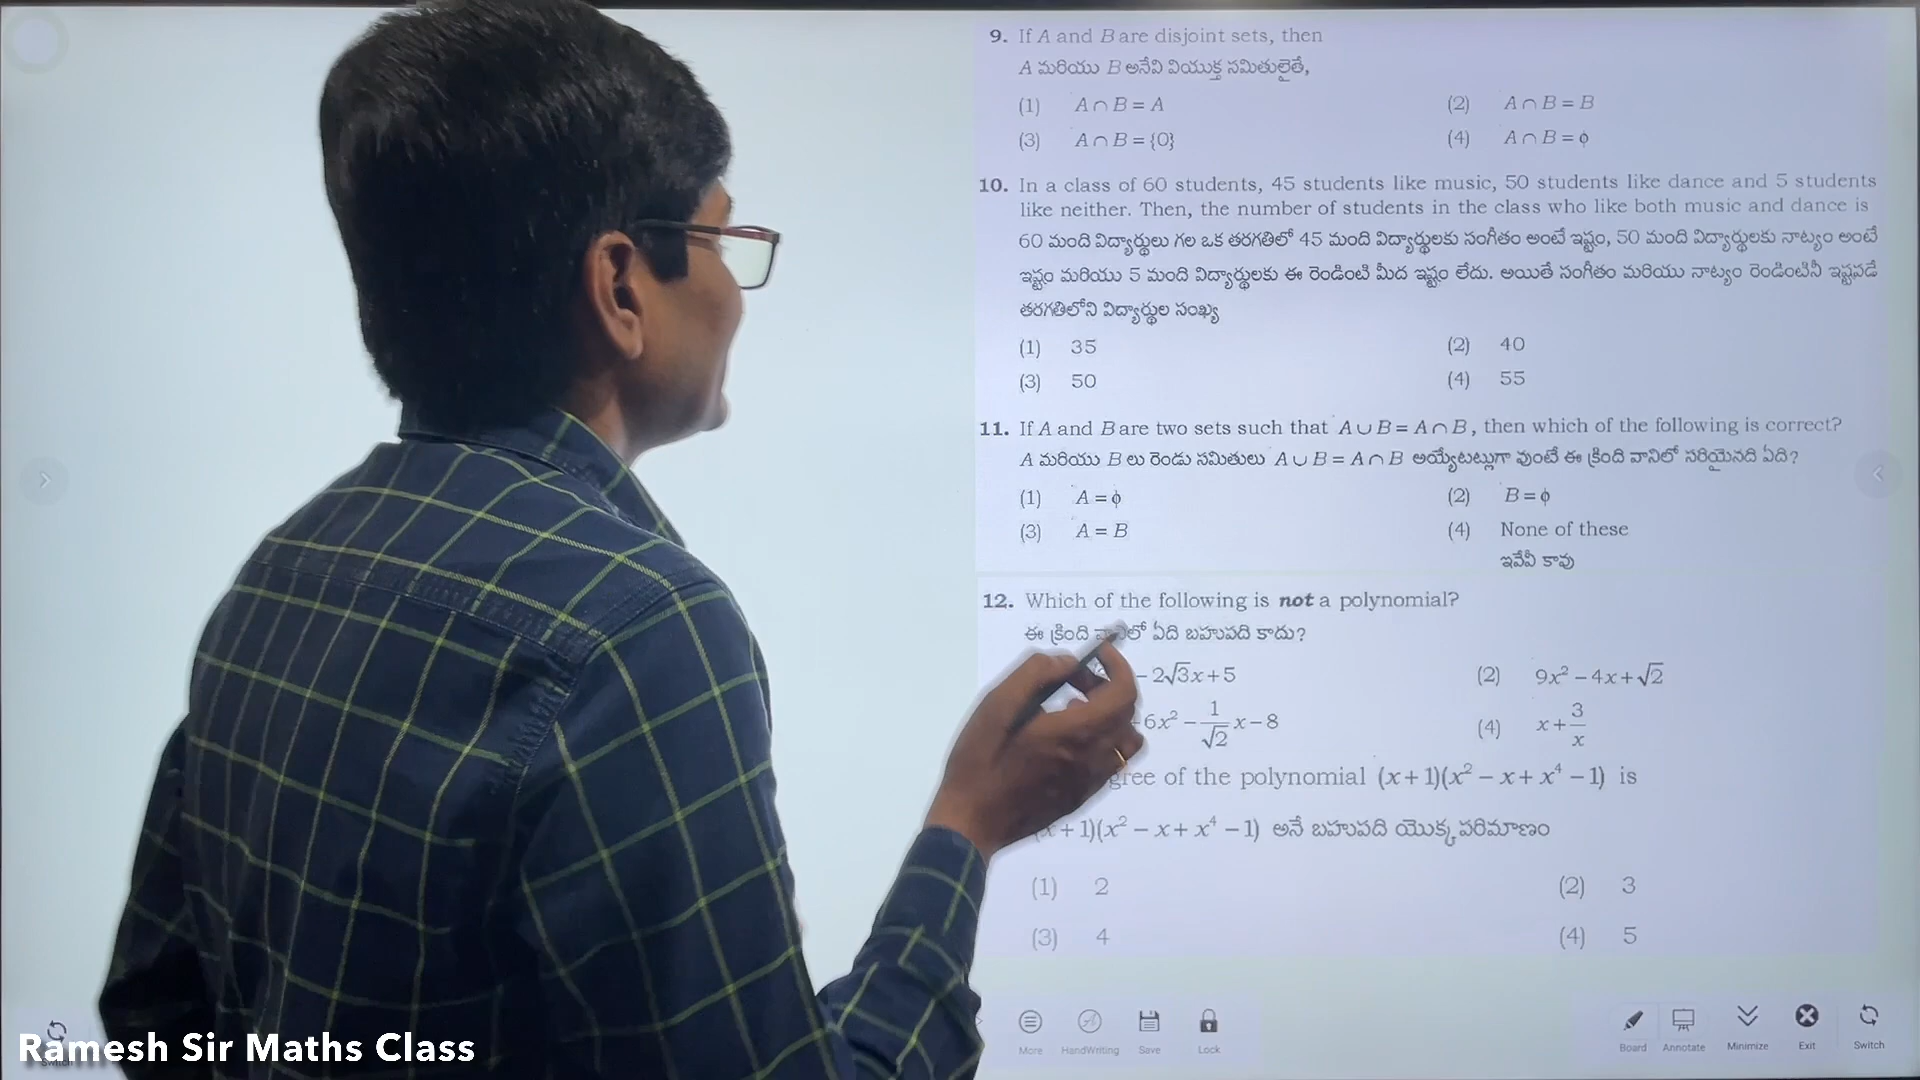 9. If A and B are disjoint sets, then
A మరియు B అనేవి వియుక్త సమితులైతే,
(1) A∩B = A (2) A∩B = B
(3) A∩B = {0} (4) A∩B = ϕ
10. In a class of 60 students, 45 students like music, 50 students like dance and 5 students
like neither. Then, the number of students in the class who like both music and dance is
60 మంది విద్యార్థులు గల ఒక తరగతిలో 45 మంది విద్యార్థులకు సంగీతం అంటే ఇష్టం, 50 మంది విద్యార్థులకు నాట్యం అంటే
ఇష్టం మరియు 5 మంది విద్యార్థులకు ఈ రెండింటి మీద ఇష్టం లేదు. అయితే సంగీతం మరియు నాట్యం రెండింటినీ ఇష్టపడే
తరగతిలోని విద్యార్థుల సంఖ్య
(1) 35 (2) 40
(3) 50 (4) 55
11. If A and B are two sets such that A∪B = A∩B, then which of the following is correct?
A మరియు B లు రెండు సమితులు A∪B = A∩B అయ్యేటట్లుగా వుంటే ఈ క్రింది వానిలో సరియైనది ఏది?
(1) A = ϕ (2) B = ϕ
(3) A = B (4) None of these
ఇవేవీ కావు
12. Which of the following is not a polynomial?
ఈ క్రింది వానిలో ఏది బహుపది కాదు?
− 2√3x + 5 (2) 9x² − 4x + √2
6x² − 1/√2 x − 8 (4) x + 3/x
gree of the polynomial (x + 1)(x² − x + x⁴ − 1) is
(x + 1)(x² − x + x⁴ − 1) అనే బహుపది యొక్క పరిమాణం
(1) 2 (2) 3
(3) 4 (4) 5
More HandWriting Save Lock Board Annotate Minimize Exit Switch
Ramesh Sir Maths Class